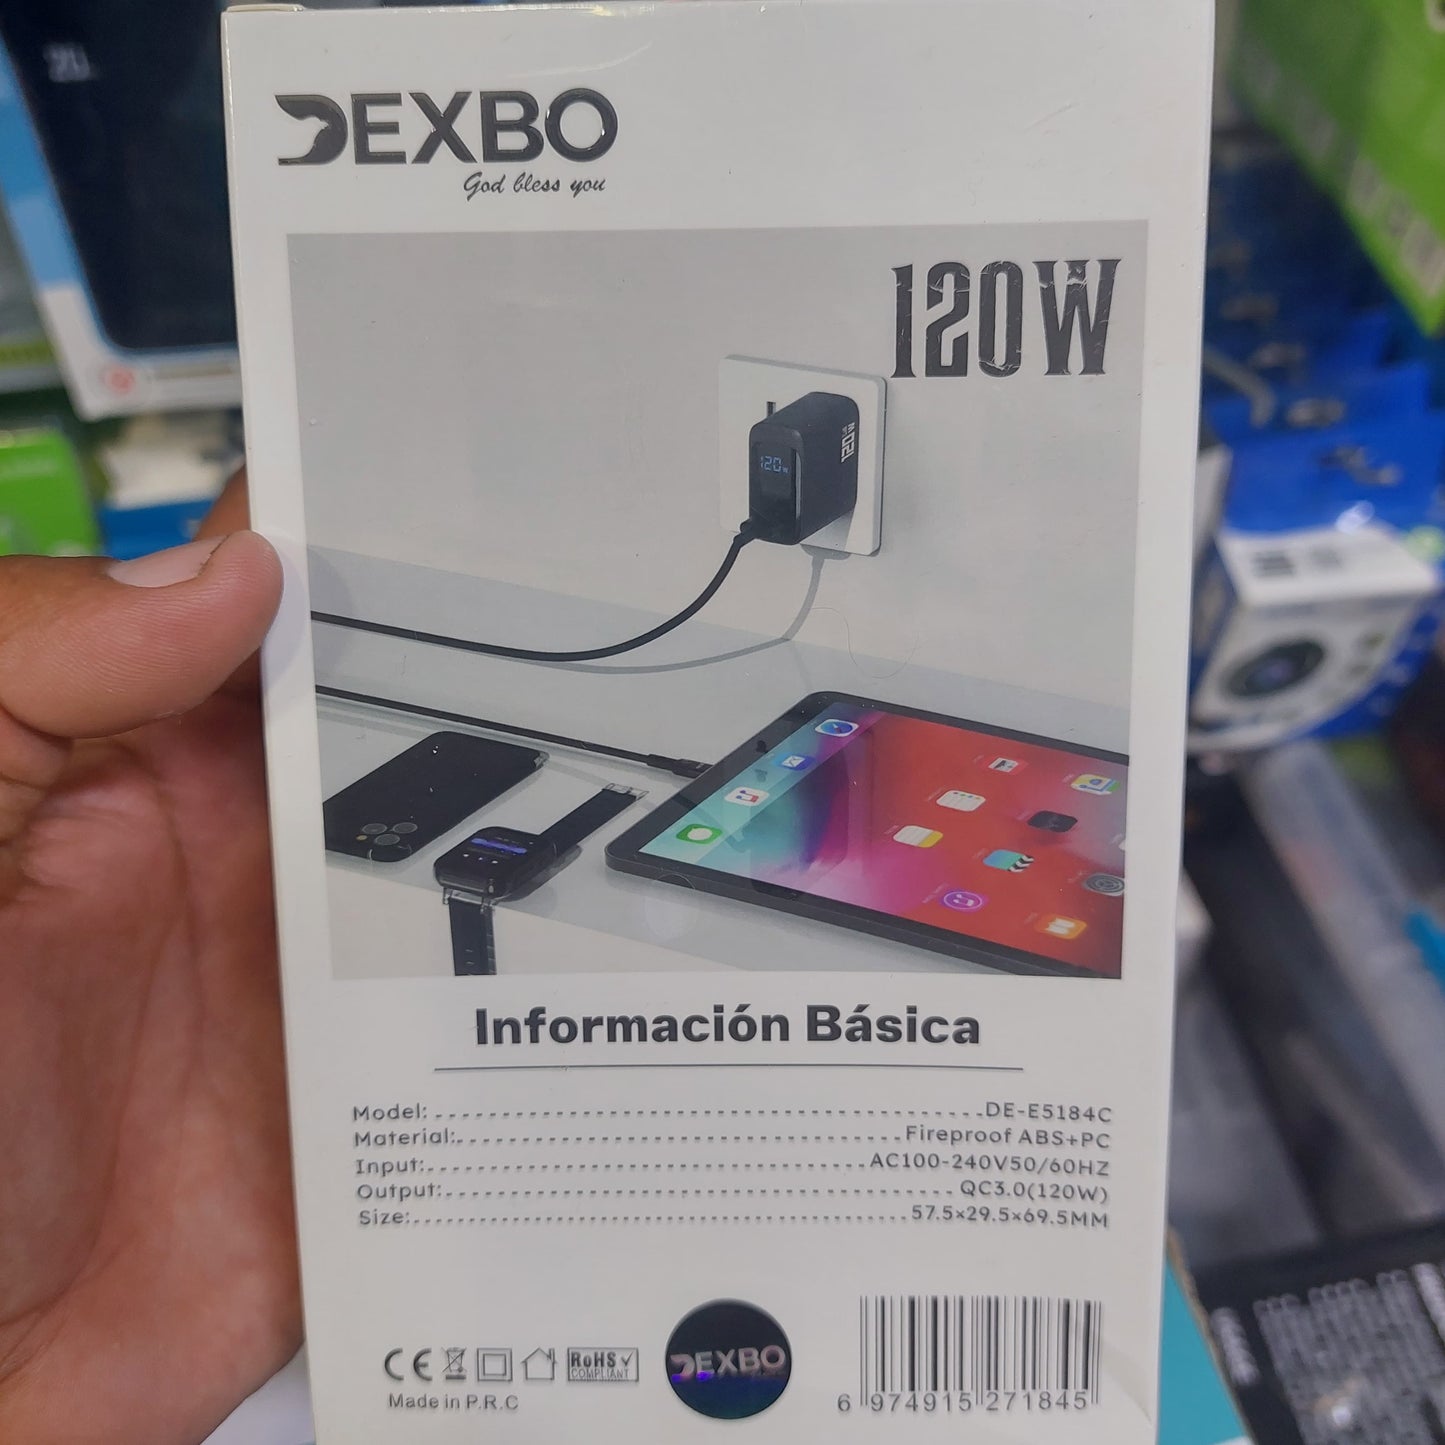 DEXBO
God bless you
120W
120W
120W
Información Básica
Model: DE-E5184C
Material: Fireproof ABS+PC
Input: AC100-240V50/60HZ
Output: QC3.0(120W)
Size: 57.5×29.5×69.5MM
CE
RoHS
COMPLIANT
Made in P.R.C
DEXBO
6 974915 271845